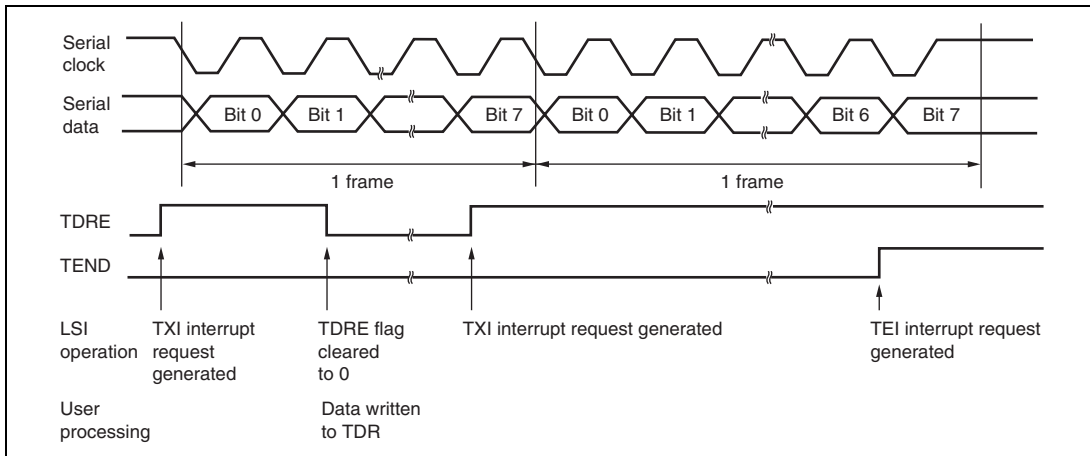 Serial
clock
Serial
data
Bit 0
Bit 1
Bit 7
Bit 0
Bit 1
Bit 6
Bit 7
1 frame
1 frame
TDRE
TEND
LSI
operation
TXI interrupt
request
generated
TDRE flag
cleared
to 0
TXI interrupt request generated
TEI interrupt request
generated
User
processing
Data written
to TDR